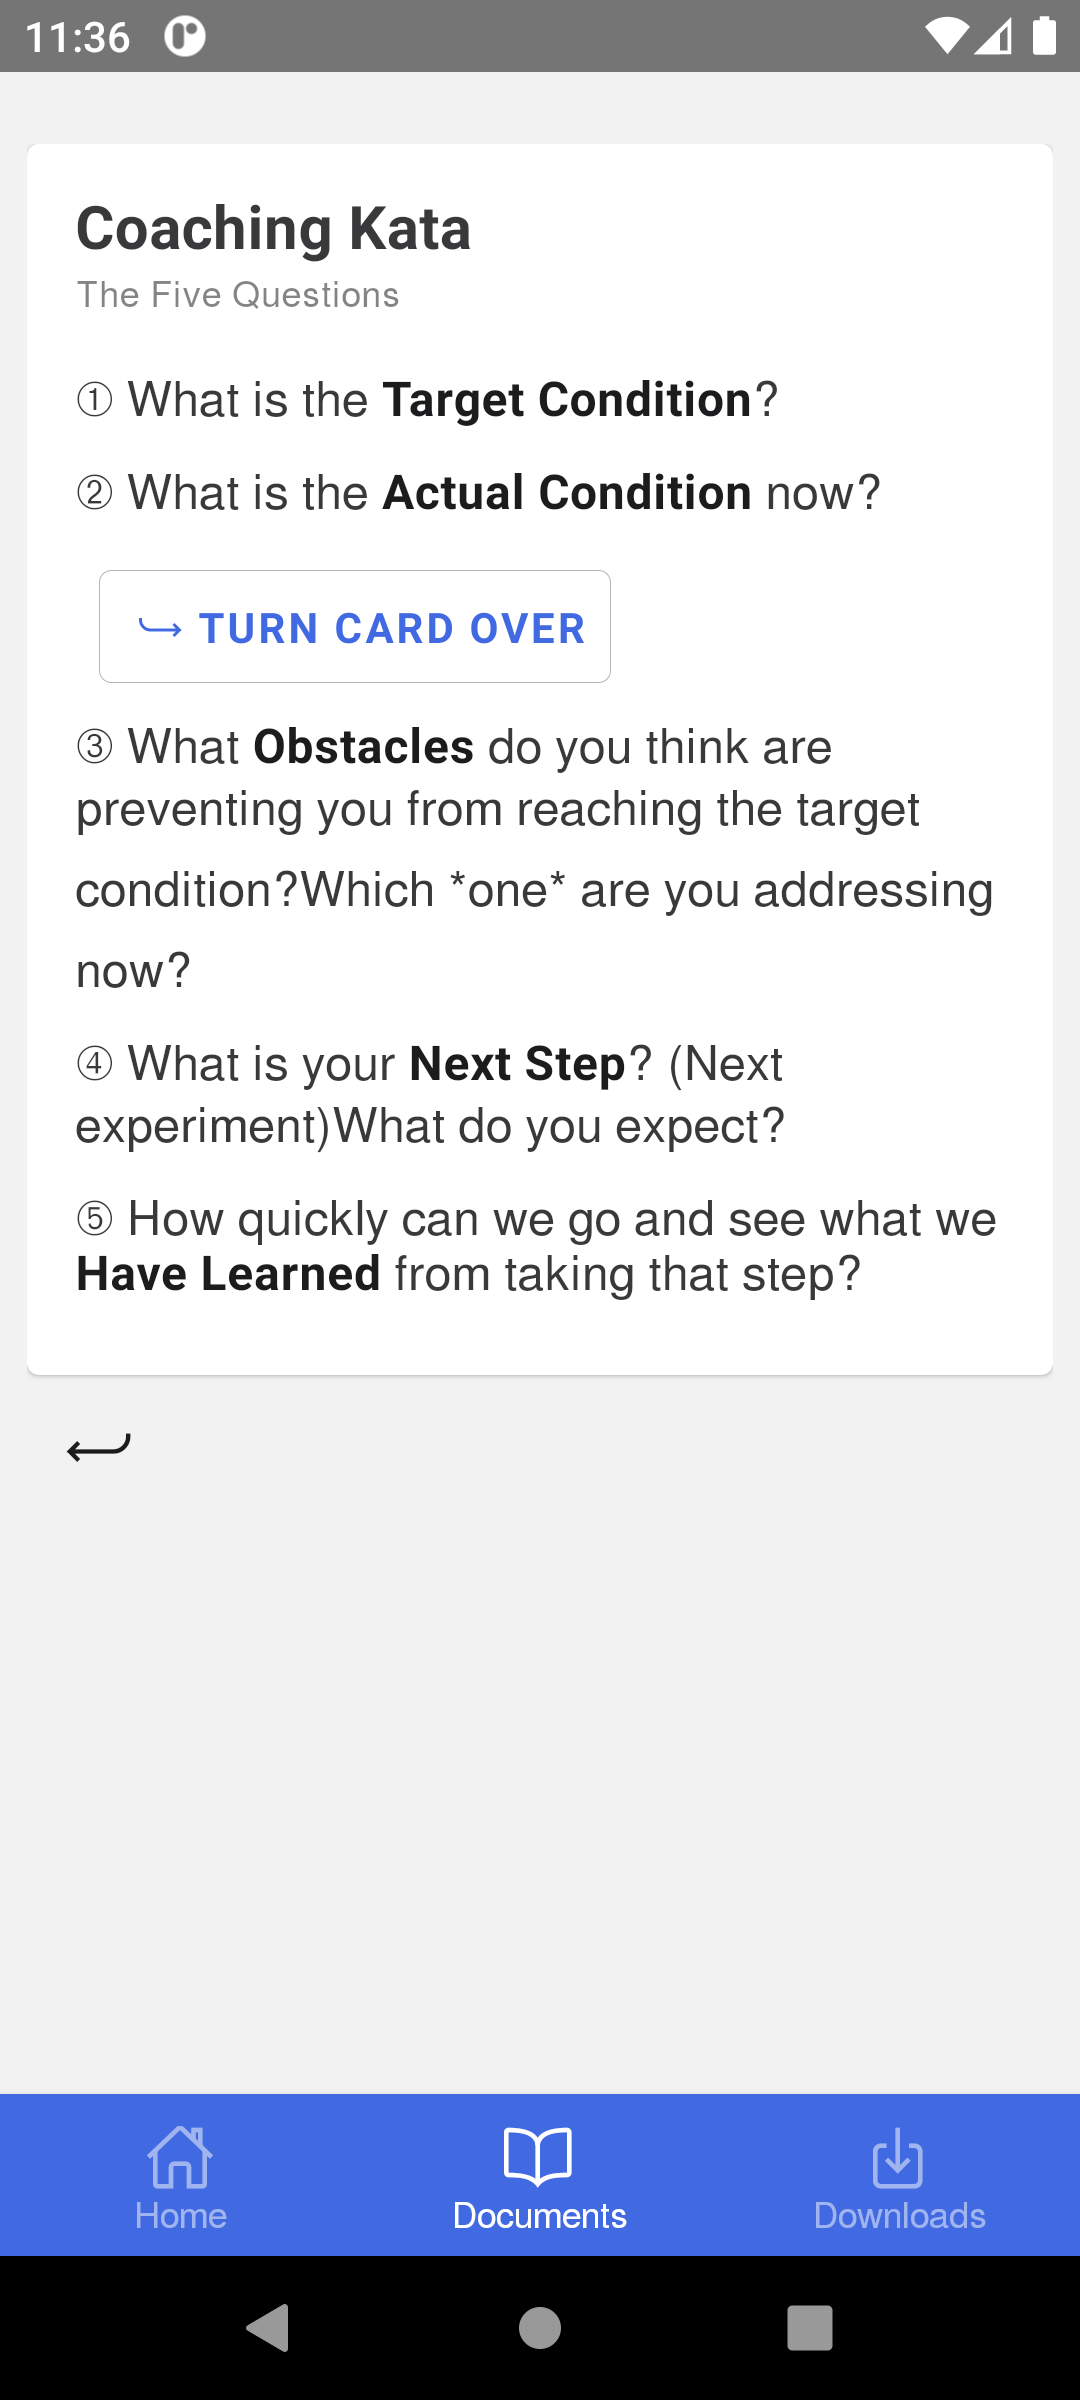 11:36
Coaching Kata
The Five Questions
① What is the Target Condition?
② What is the Actual Condition now?
TURN CARD OVER
③ What Obstacles do you think are
preventing you from reaching the target
condition?Which *one* are you addressing
now?
④ What is your Next Step? (Next
experiment)What do you expect?
⑤ How quickly can we go and see what we
Have Learned from taking that step?
Home
Documents
Downloads